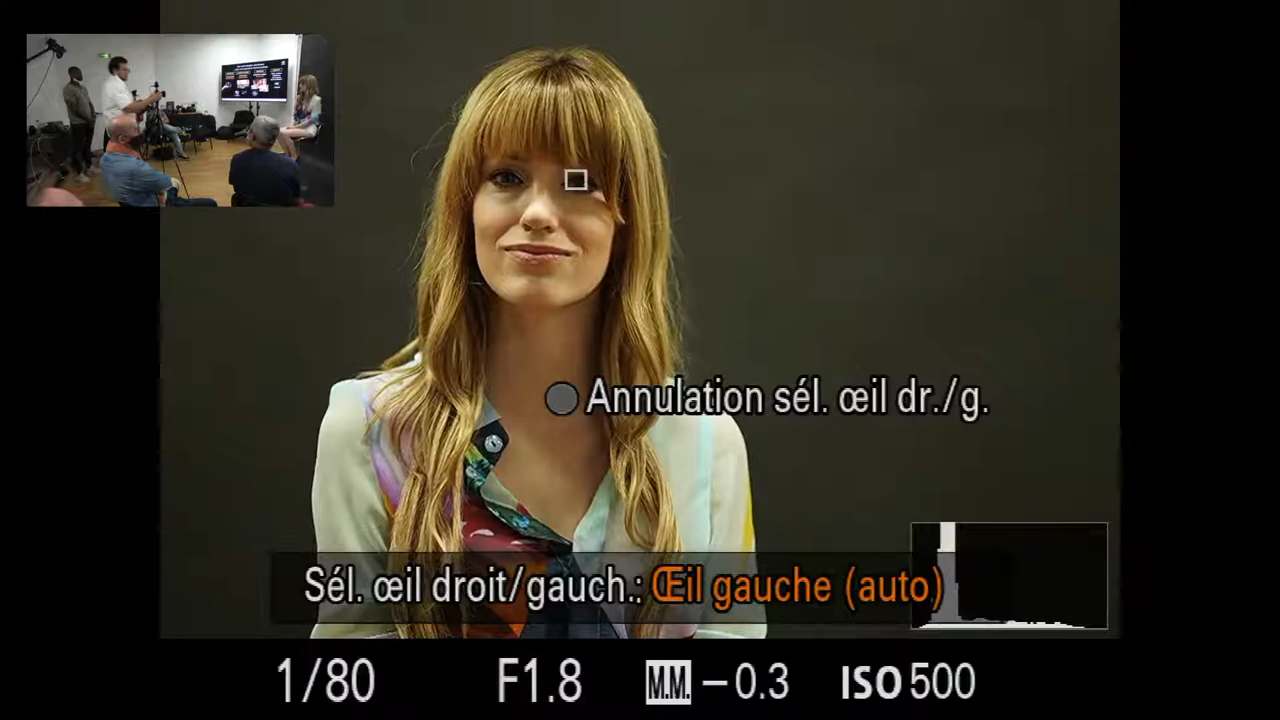 Annulation sél. œil dr./g.
Sél. œil droit/gauch.: Œil gauche (auto)
1/80 F1.8 M.M. –0.3 ISO 500